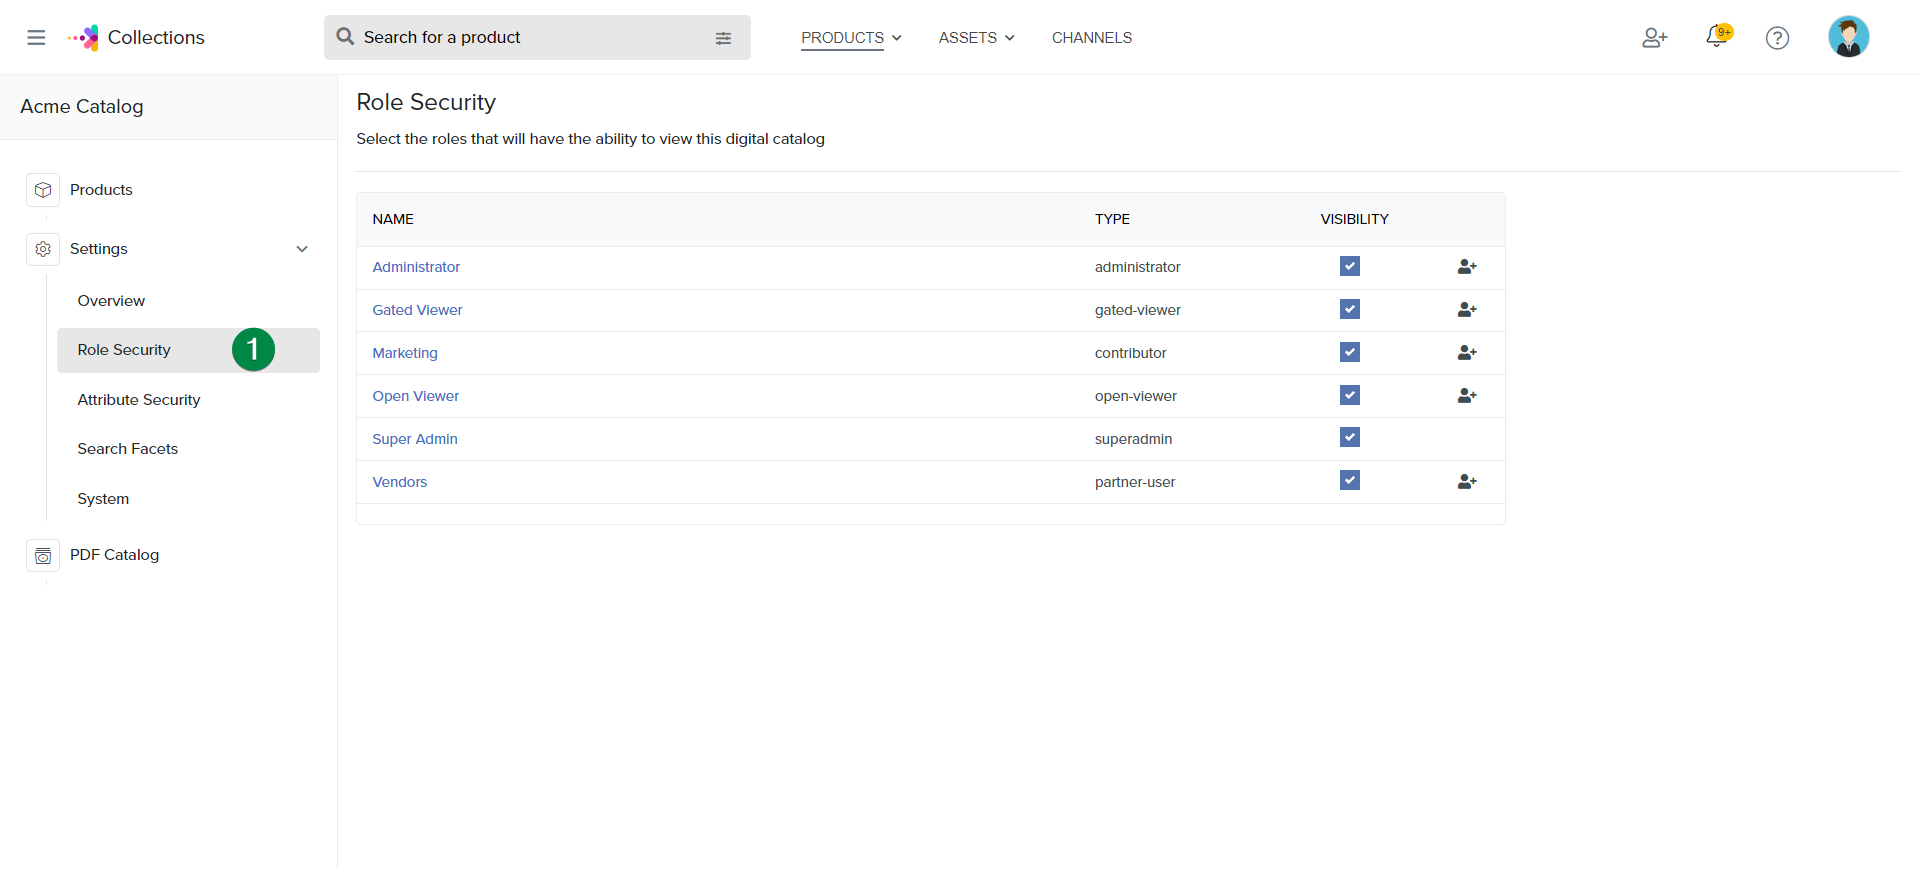 Collections
Search for a product
PRODUCTS
ASSETS
CHANNELS
9+
?
Acme Catalog
Products
Settings
Overview
Role Security
1
Attribute Security
Search Facets
System
PDF Catalog
Role Security
Select the roles that will have the ability to view this digital catalog
NAME TYPE VISIBILITY
Administrator administrator
Gated Viewer gated-viewer
Marketing contributor
Open Viewer open-viewer
Super Admin superadmin
Vendors partner-user